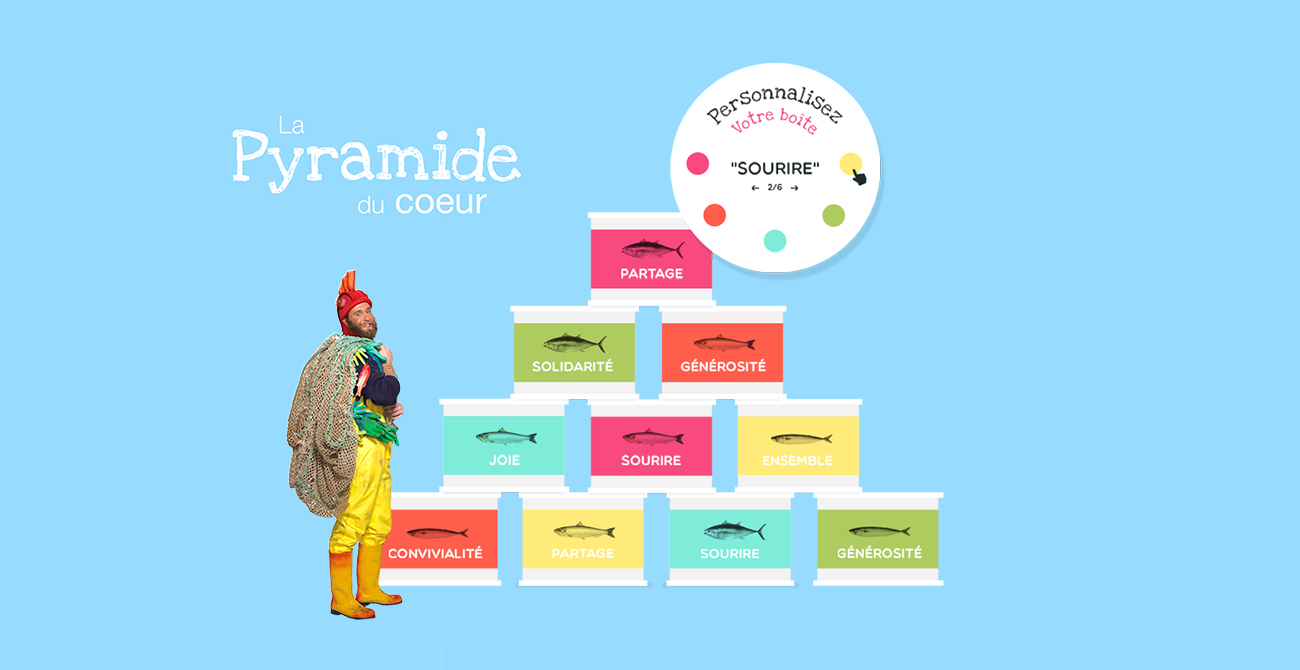 La
Pyramide
du coeur
Personnalisez
Votre boîte
"SOURIRE"
← 2/6 →
PARTAGE
SOLIDARITÉ
GÉNÉROSITÉ
JOIE
SOURIRE
ENSEMBLE
CONVIVIALITÉ
PARTAGE
SOURIRE
GÉNÉROSITÉ